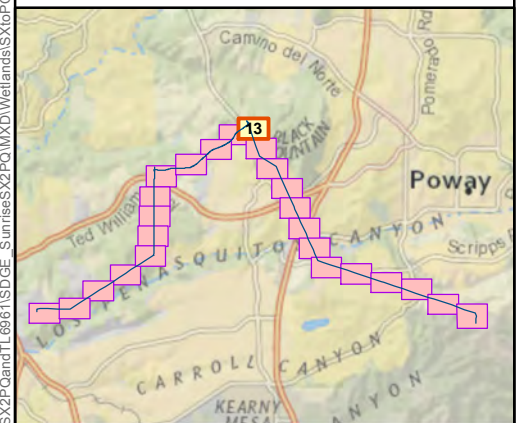 SX2PQandTL6961\SDGE_SunriseSX2PQ\MXD\Wetlands\SXtoPQ
Camino del Norte
Pomerado Rd
13
BLACK
MOUNTAIN
Poway
Ted William
LOS PENASQUITOS CANYON
Scripps P
CARROLL CANYON
KEARNY
MESA
CANYON